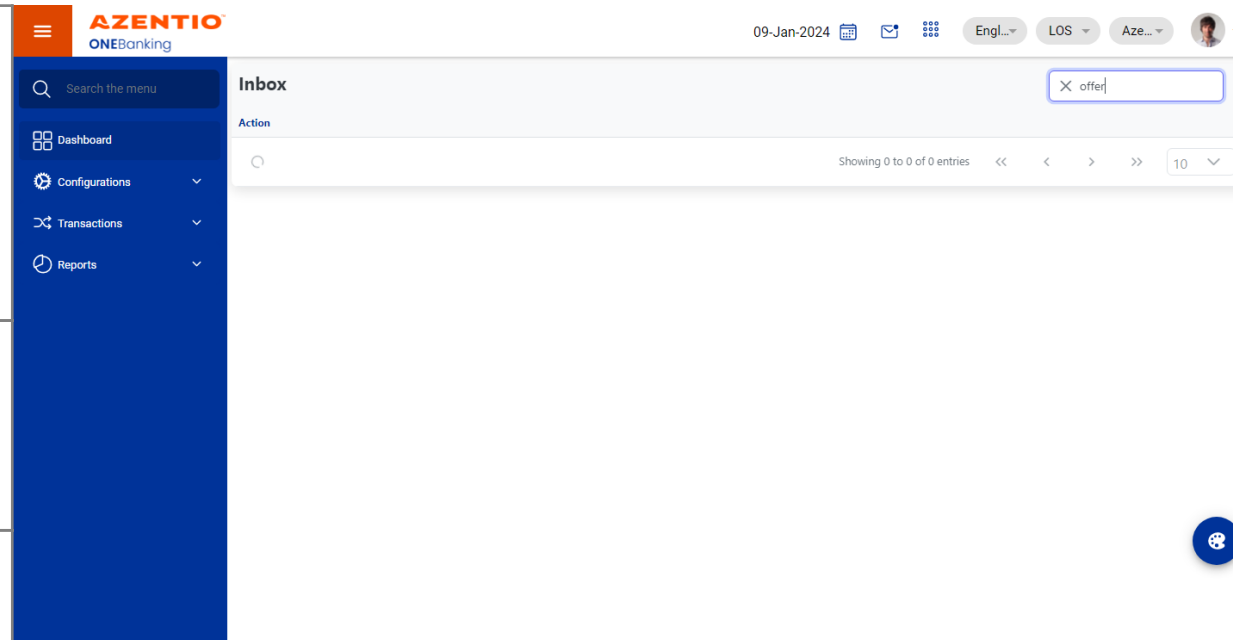 AZENTIO
ONEBanking
09-Jan-2024
Engl...
LOS
Aze...
Search the menu
Inbox
offer
Dashboard
Action
Configurations
Showing 0 to 0 of 0 entries
<<
<
>
>>
10
Transactions
Reports